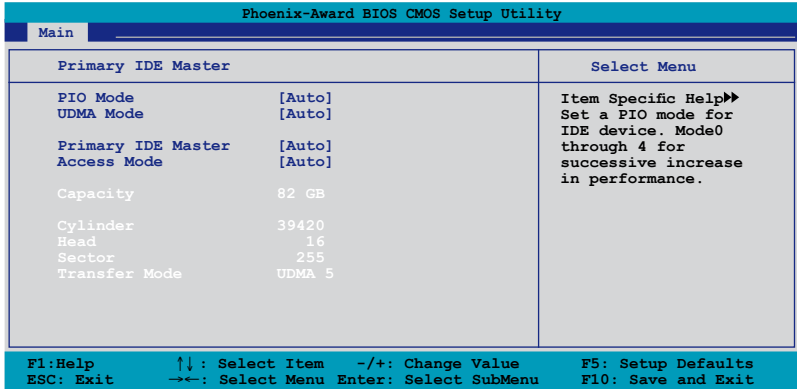 Phoenix-Award BIOS CMOS Setup Utility
Main
Primary IDE Master
Select Menu
PIO Mode [Auto]
UDMA Mode [Auto]
Primary IDE Master [Auto]
Access Mode [Auto]
Capacity 82 GB
Cylinder 39420
Head 16
Sector 255
Transfer Mode UDMA 5
Item Specific Help▶▶
Set a PIO mode for
IDE device. Mode0
through 4 for
successive increase
in performance.
F1:Help ↑↓: Select Item -/+: Change Value F5: Setup Defaults
ESC: Exit →←: Select Menu Enter: Select SubMenu F10: Save and Exit